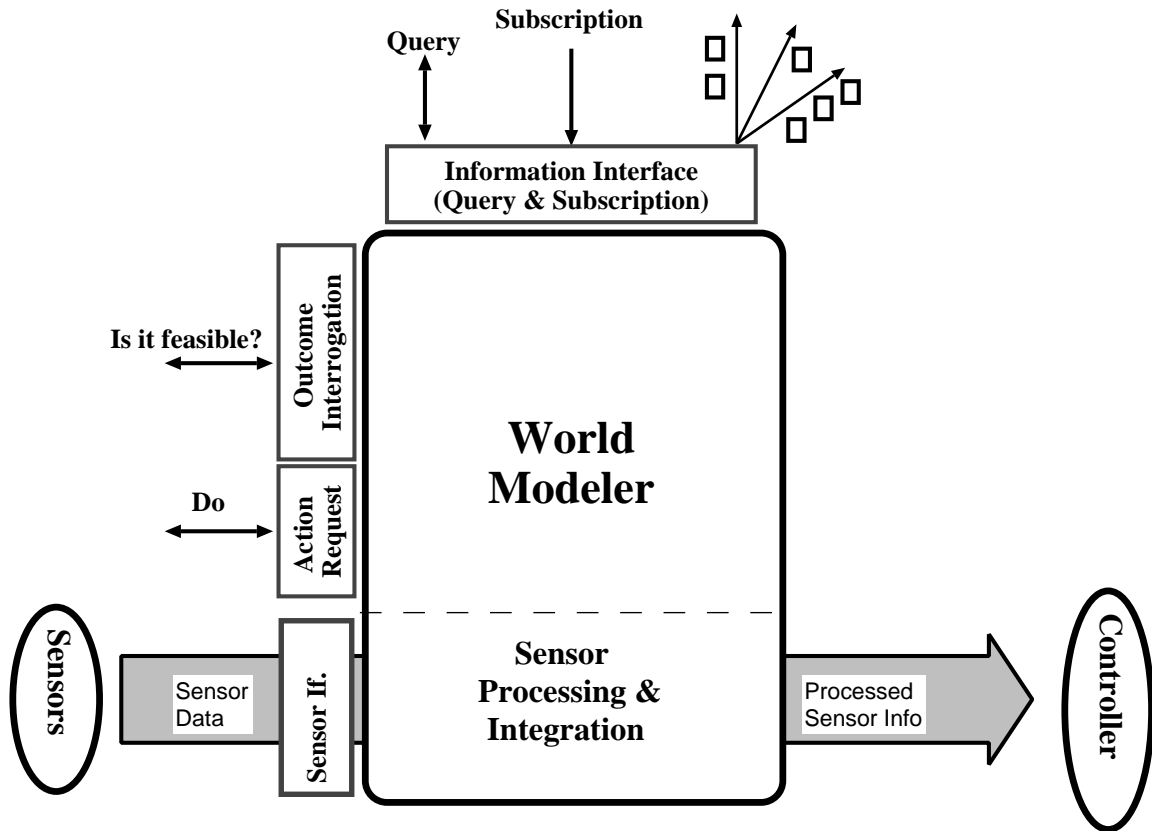 Subscription
Query
Information Interface
(Query & Subscription)
Is it feasible?
Outcome
Interrogation
World
Modeler
Do
Action
Request
Sensors
Sensor
Data
Sensor If.
Sensor
Processing &
Integration
Processed
Sensor Info
Controller